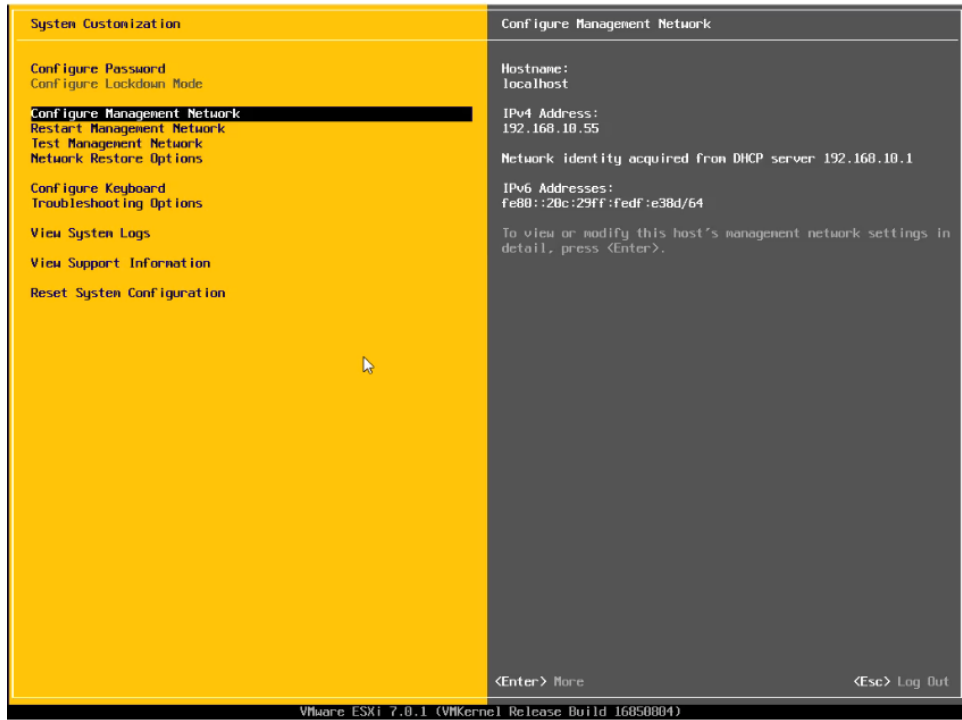 System Customization
Configure Password
Configure Lockdown Mode
Configure Management Network
Restart Management Network
Test Management Network
Network Restore Options
Configure Keyboard
Troubleshooting Options
View System Logs
View Support Information
Reset System Configuration
Configure Management Network
Hostname:
localhost
IPv4 Address:
192.168.10.55
Network identity acquired from DHCP server 192.168.10.1
IPv6 Addresses:
fe80::20c:29ff:fedf:e38d/64
To view or modify this host's management network settings in
detail, press <Enter>.
<Enter> More
<Esc> Log Out
VMware ESXi 7.0.1 (VMKernel Release Build 16850804)